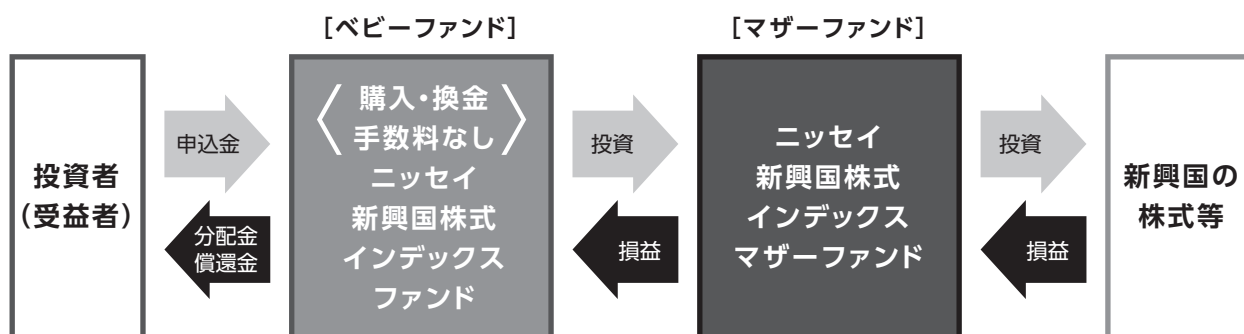 [ベビーファンド]
[マザーファンド]
投資者
(受益者)
申込金
分配金
償還金
〈購入・換金
手数料なし〉
ニッセイ
新興国株式
インデックス
ファンド
投資
損益
ニッセイ
新興国株式
インデックス
マザーファンド
投資
損益
新興国の
株式等